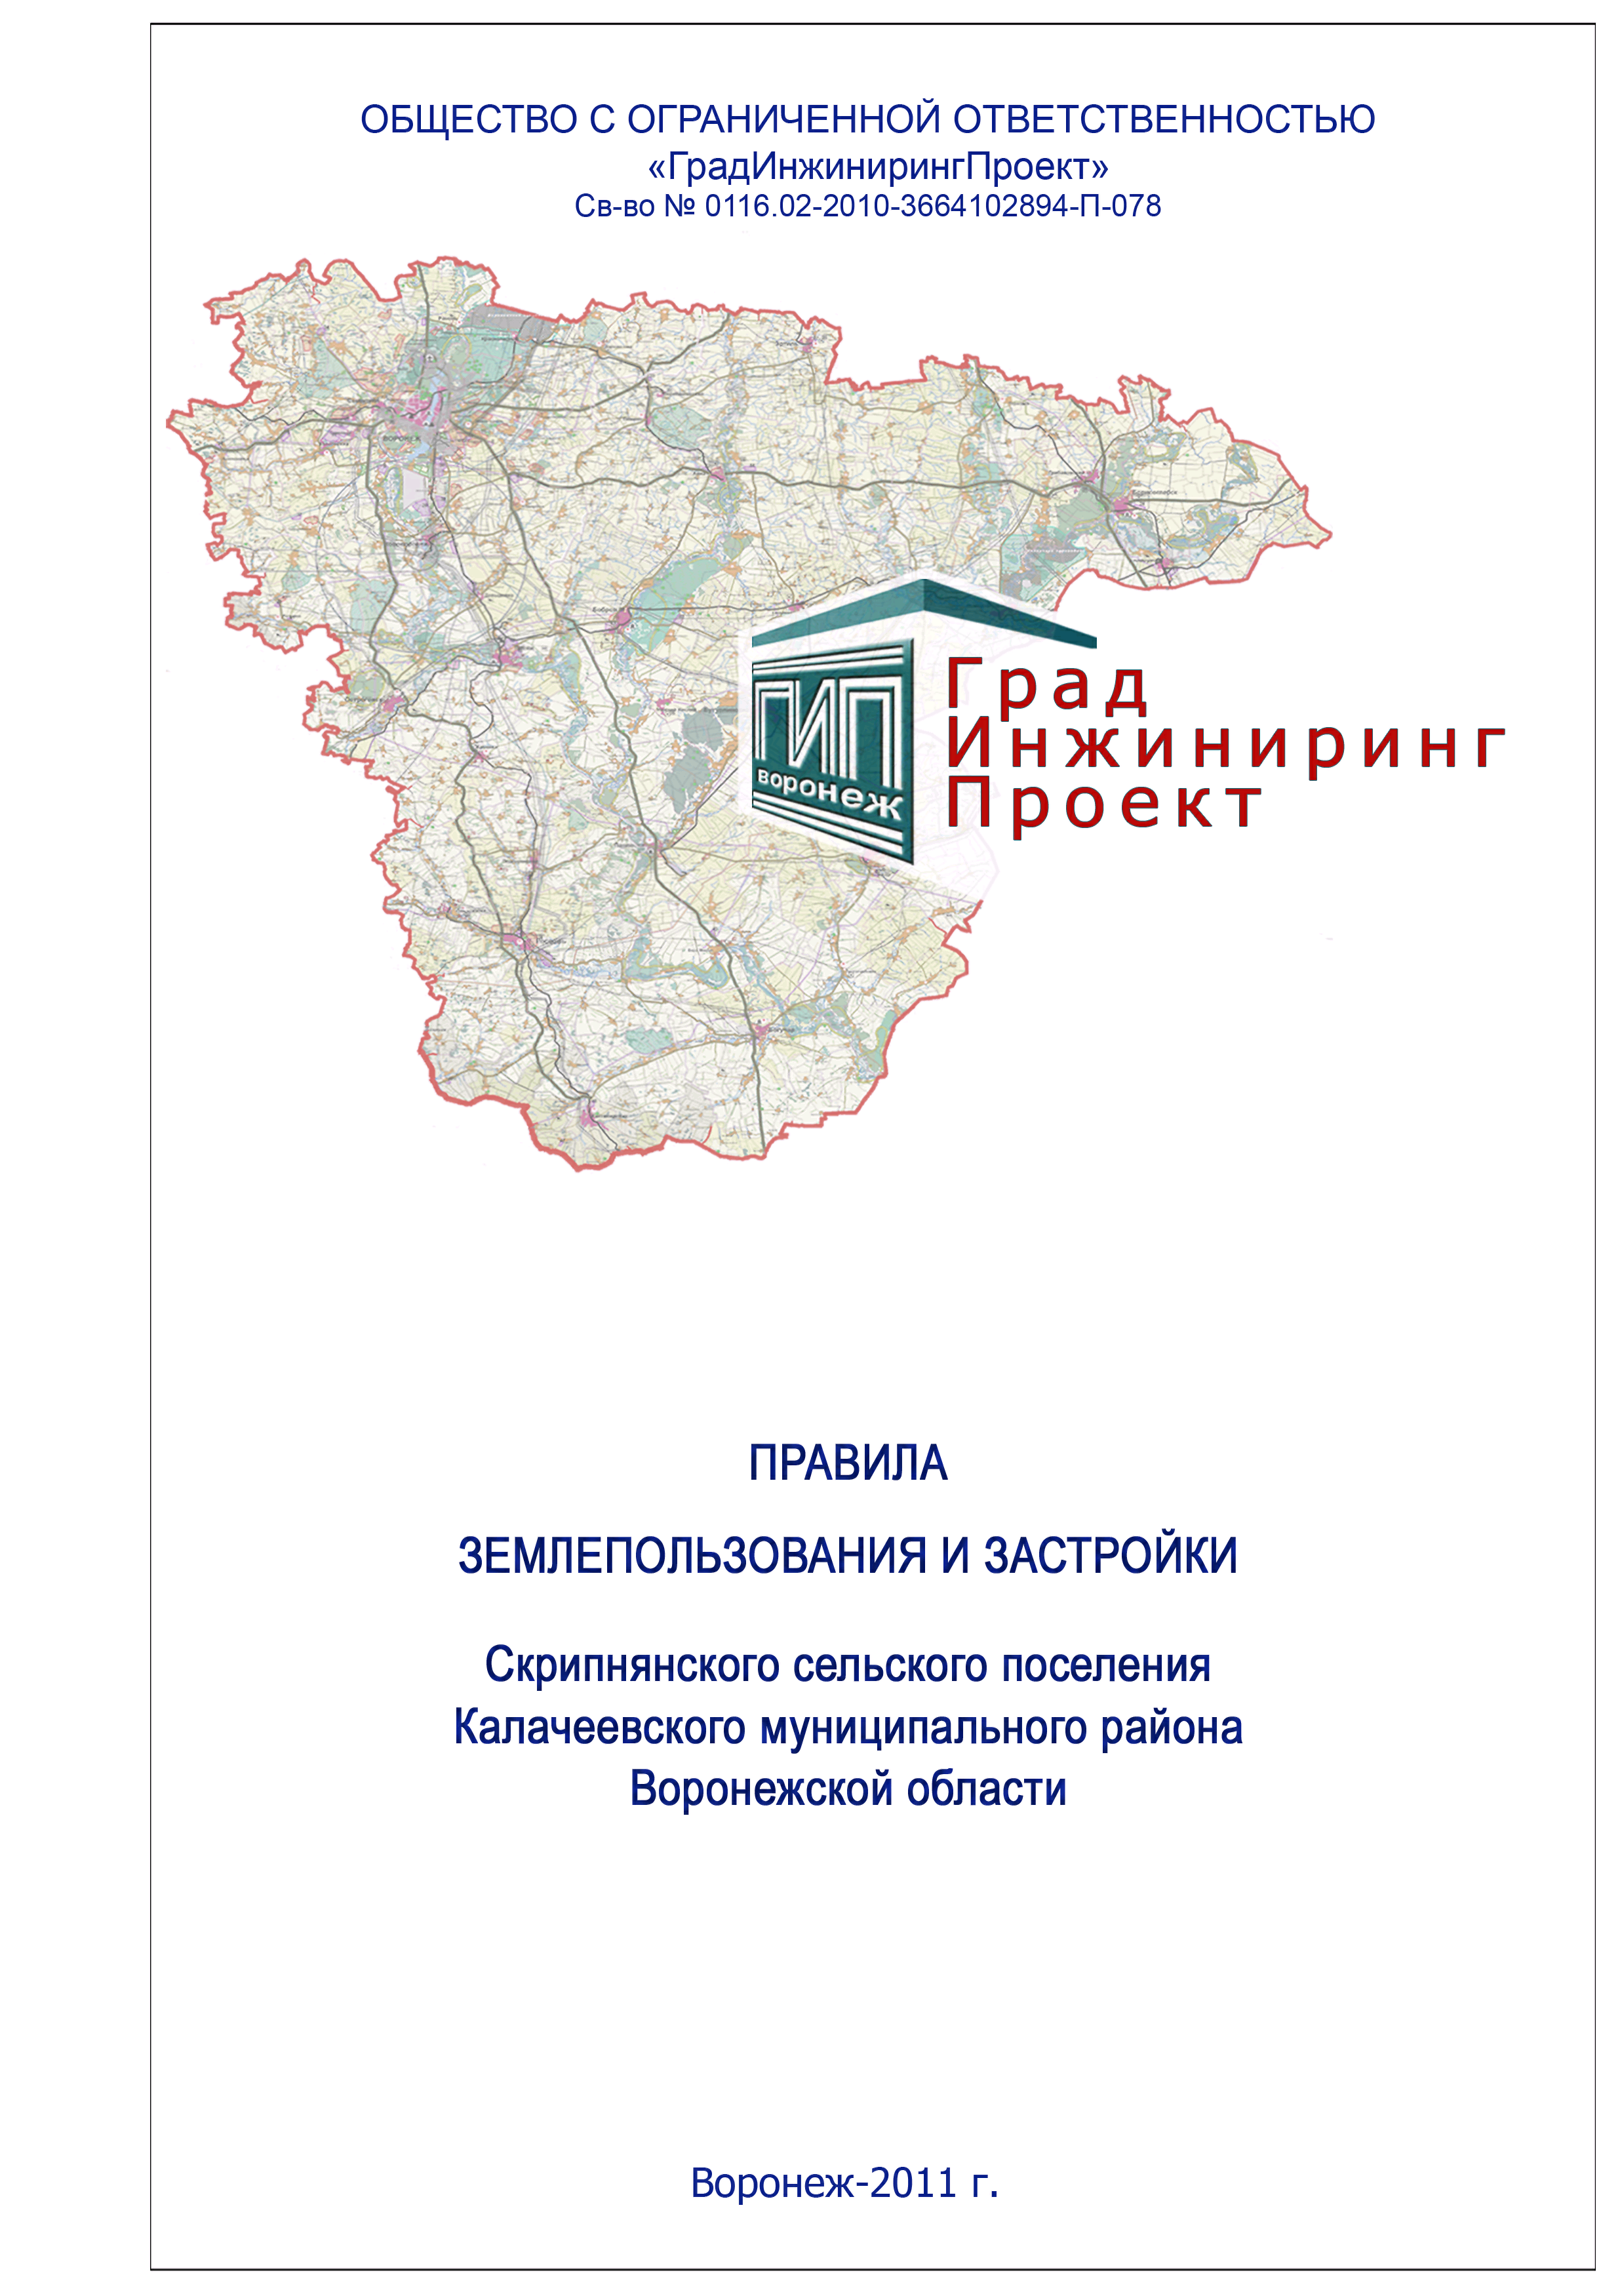 ОБЩЕСТВО С ОГРАНИЧЕННОЙ ОТВЕТСТВЕННОСТЬЮ
«ГрадИнжинирингПроект»
Св-во № 0116.02-2010-3664102894-П-078
ВОРОНЕЖ
ГИП
воронеж
Град
Инжиниринг
Проект
ПРАВИЛА
ЗЕМЛЕПОЛЬЗОВАНИЯ И ЗАСТРОЙКИ
Скрипнянского сельского поселения
Калачеевского муниципального района
Воронежской области
Воронеж-2011 г.